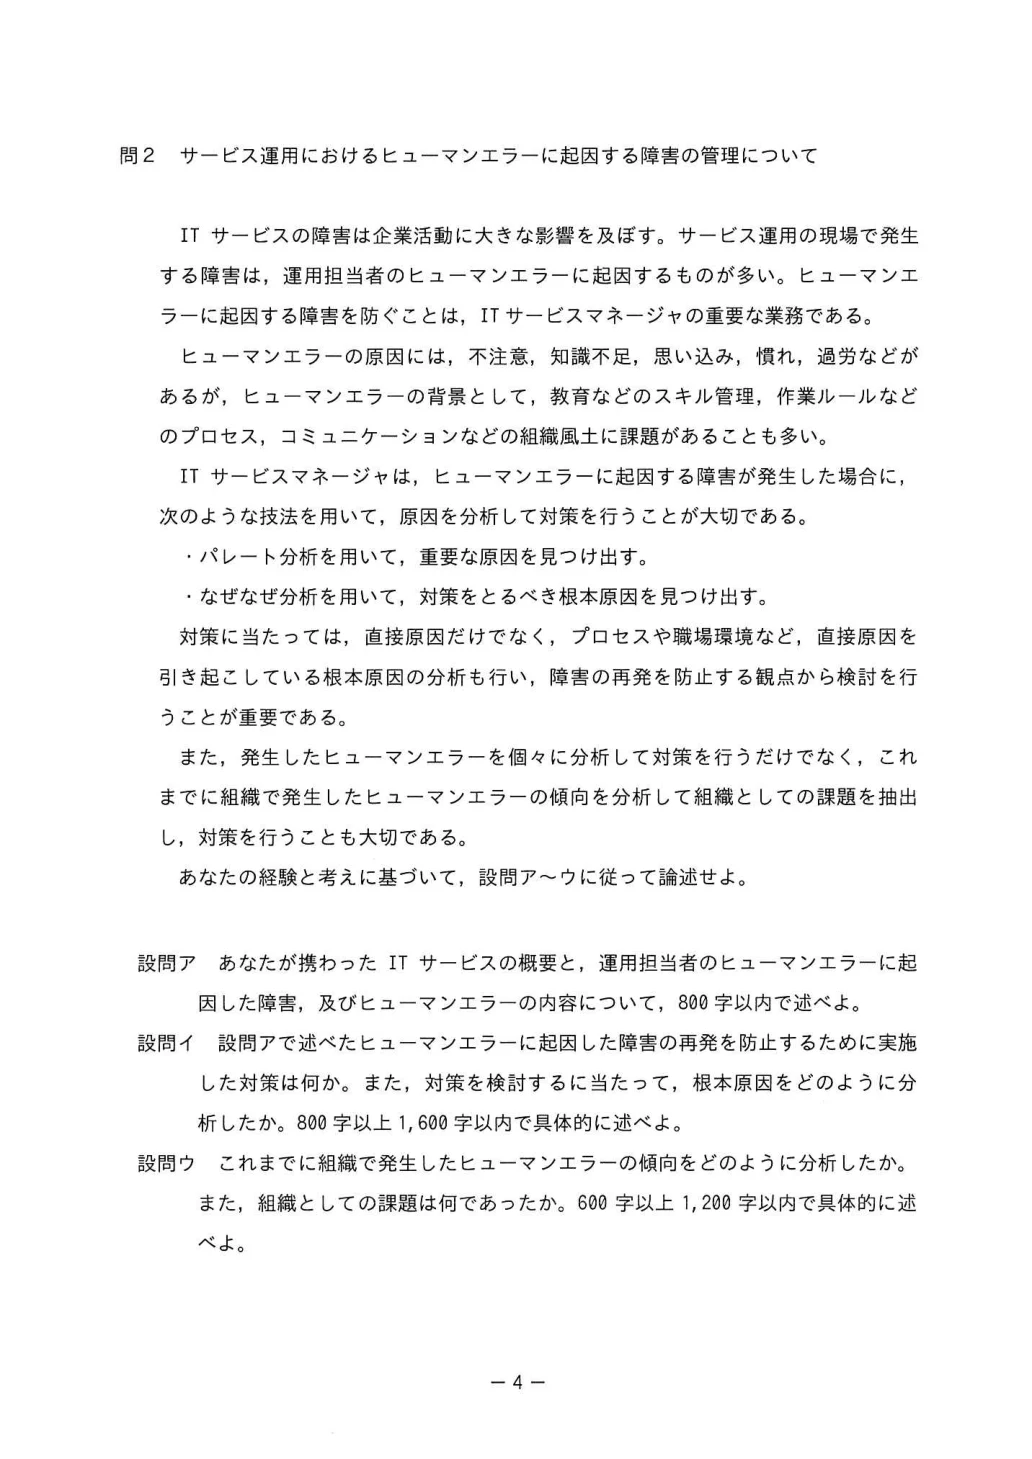 問２　サービス運用におけるヒューマンエラーに起因する障害の管理について
IT サービスの障害は企業活動に大きな影響を及ぼす。サービス運用の現場で発生
する障害は，運用担当者のヒューマンエラーに起因するものが多い。ヒューマンエ
ラーに起因する障害を防ぐことは，IT サービスマネージャの重要な業務である。
ヒューマンエラーの原因には，不注意，知識不足，思い込み，慣れ，過労などが
あるが，ヒューマンエラーの背景として，教育などのスキル管理，作業ルールなど
のプロセス，コミュニケーションなどの組織風土に課題があることも多い。
IT サービスマネージャは，ヒューマンエラーに起因する障害が発生した場合に，
次のような技法を用いて，原因を分析して対策を行うことが大切である。
・パレート分析を用いて，重要な原因を見つけ出す。
・なぜなぜ分析を用いて，対策をとるべき根本原因を見つけ出す。
対策に当たっては，直接原因だけでなく，プロセスや職場環境など，直接原因を
引き起こしている根本原因の分析も行い，障害の再発を防止する観点から検討を行
うことが重要である。
また，発生したヒューマンエラーを個々に分析して対策を行うだけでなく，これ
までに組織で発生したヒューマンエラーの傾向を分析して組織としての課題を抽出
し，対策を行うことも大切である。
あなたの経験と考えに基づいて，設問ア～ウに従って論述せよ。
設問ア　あなたが携わった IT サービスの概要と，運用担当者のヒューマンエラーに起
因した障害，及びヒューマンエラーの内容について，800 字以内で述べよ。
設問イ　設問アで述べたヒューマンエラーに起因した障害の再発を防止するために実施
した対策は何か。また，対策を検討するに当たって，根本原因をどのように分
析したか。800 字以上 1,600 字以内で具体的に述べよ。
設問ウ　これまでに組織で発生したヒューマンエラーの傾向をどのように分析したか。
また，組織としての課題は何であったか。600 字以上 1,200 字以内で具体的に述
べよ。
－ 4 －